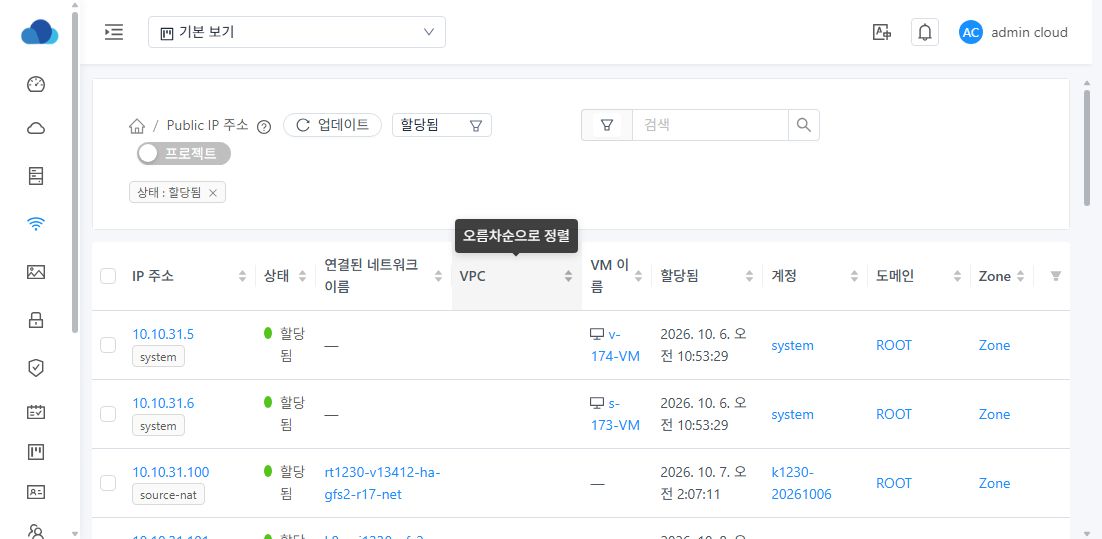 기본 보기
AC admin cloud
/ Public IP 주소
업데이트
할당됨
검색
프로젝트
상태 : 할당됨
오름차순으로 정렬
IP 주소
상태
연결된 네트워크
이름
VPC
VM 이
름
할당됨
계정
도메인
Zone
10.10.31.5
system
할당
됨
—
v-
174-VM
2026. 10. 6. 오
전 10:53:29
system
ROOT
Zone
10.10.31.6
system
할당
됨
—
s-
173-VM
2026. 10. 6. 오
전 10:53:29
system
ROOT
Zone
10.10.31.100
source-nat
할당
됨
rt1230-v13412-ha-
gfs2-r17-net
—
2026. 10. 7. 오
전 2:07:11
k1230-
20261006
ROOT
Zone